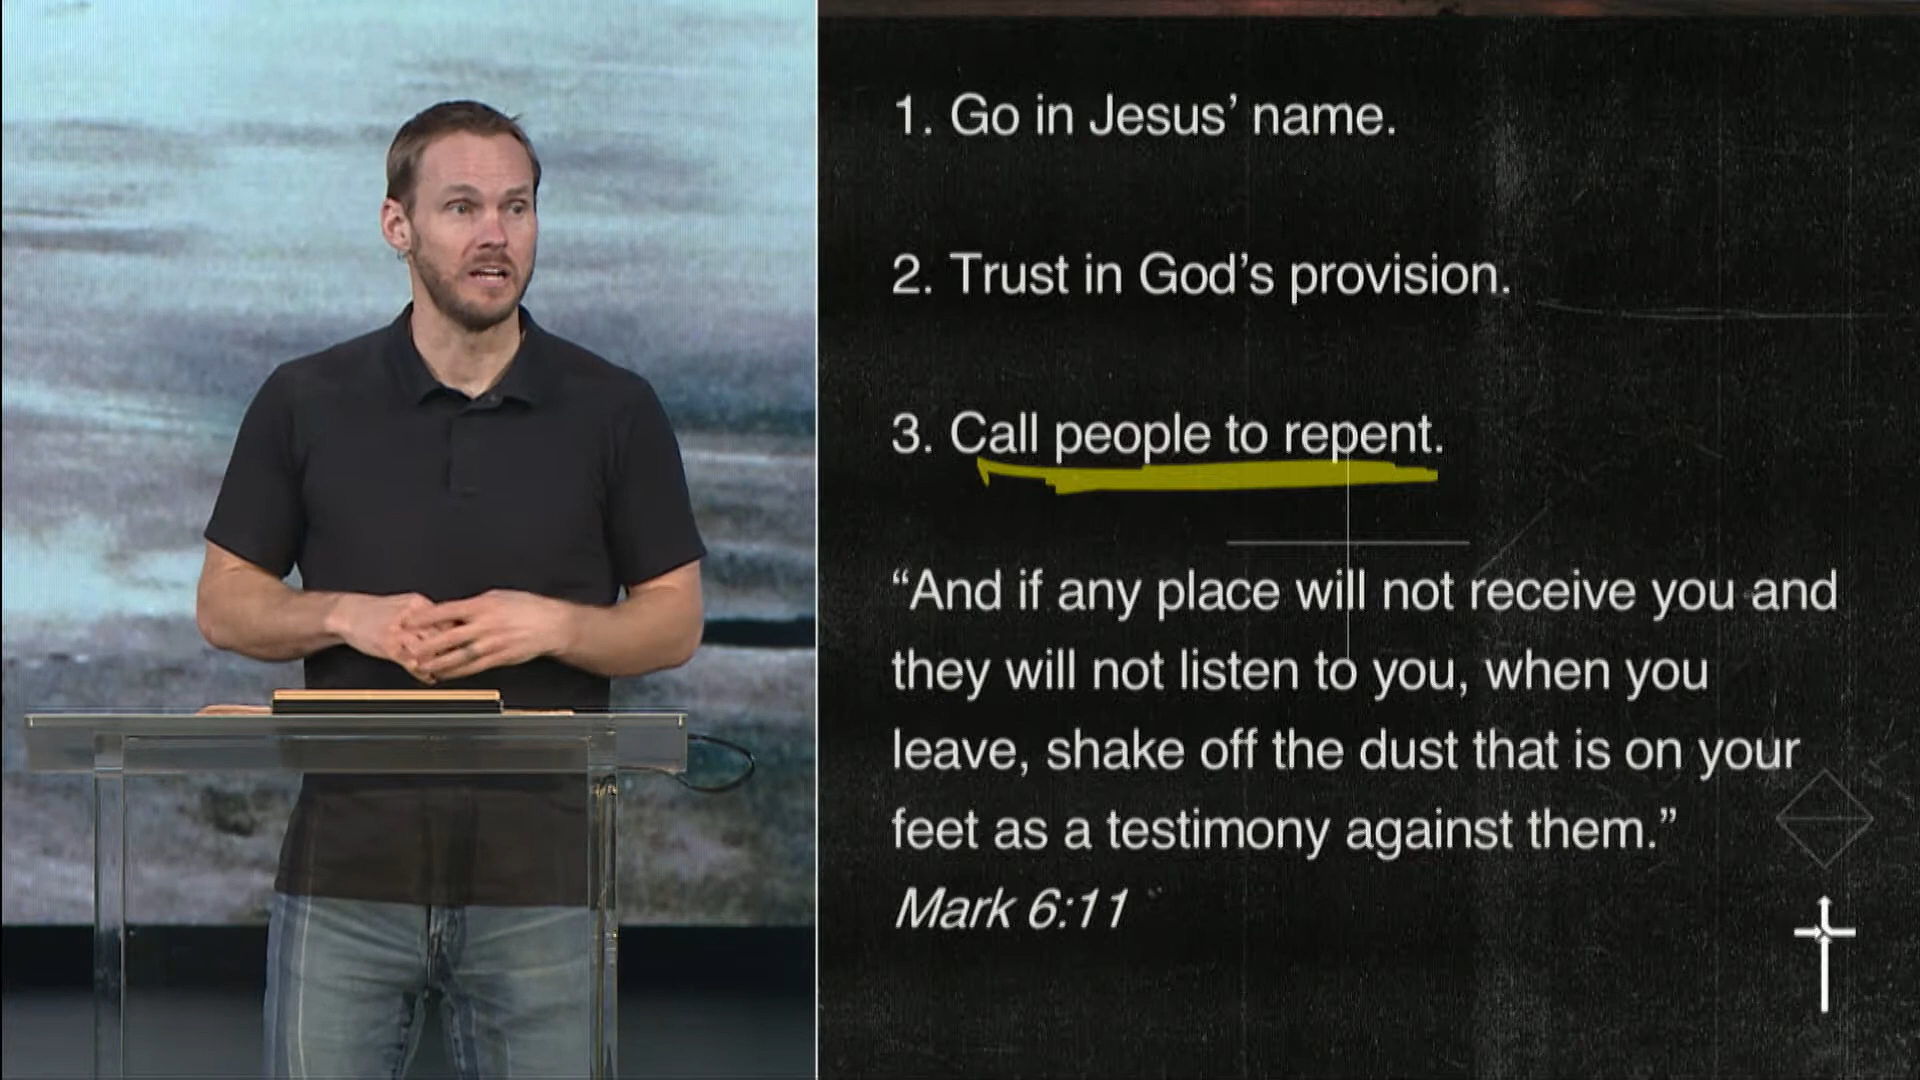 1. Go in Jesus’ name.
2. Trust in God’s provision.
3. Call people to repent.
“And if any place will not receive you and
they will not listen to you, when you
leave, shake off the dust that is on your
feet as a testimony against them.”
Mark 6:11